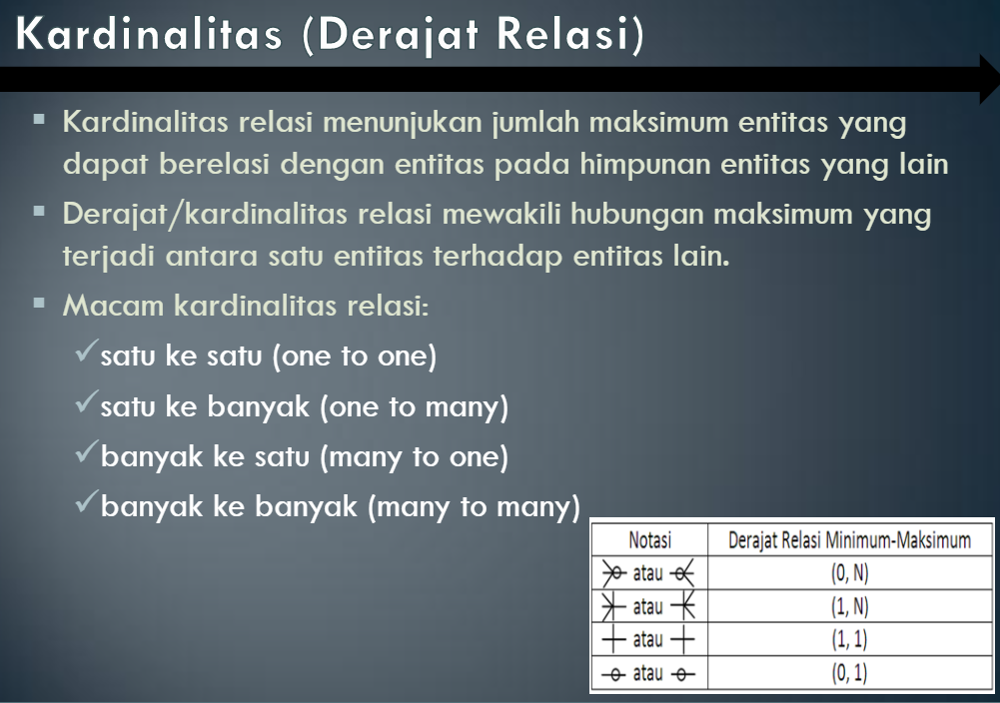 Kardinalitas (Derajat Relasi)
Kardinalitas relasi menunjukan jumlah maksimum entitas yang
dapat berelasi dengan entitas pada himpunan entitas yang lain
Derajat/kardinalitas relasi mewakili hubungan maksimum yang
terjadi antara satu entitas terhadap entitas lain.
Macam kardinalitas relasi:
satu ke satu (one to one)
satu ke banyak (one to many)
banyak ke satu (many to one)
banyak ke banyak (many to many)
Notasi Derajat Relasi Minimum-Maksimum
atau (0, N)
atau (1, N)
atau (1, 1)
atau (0, 1)